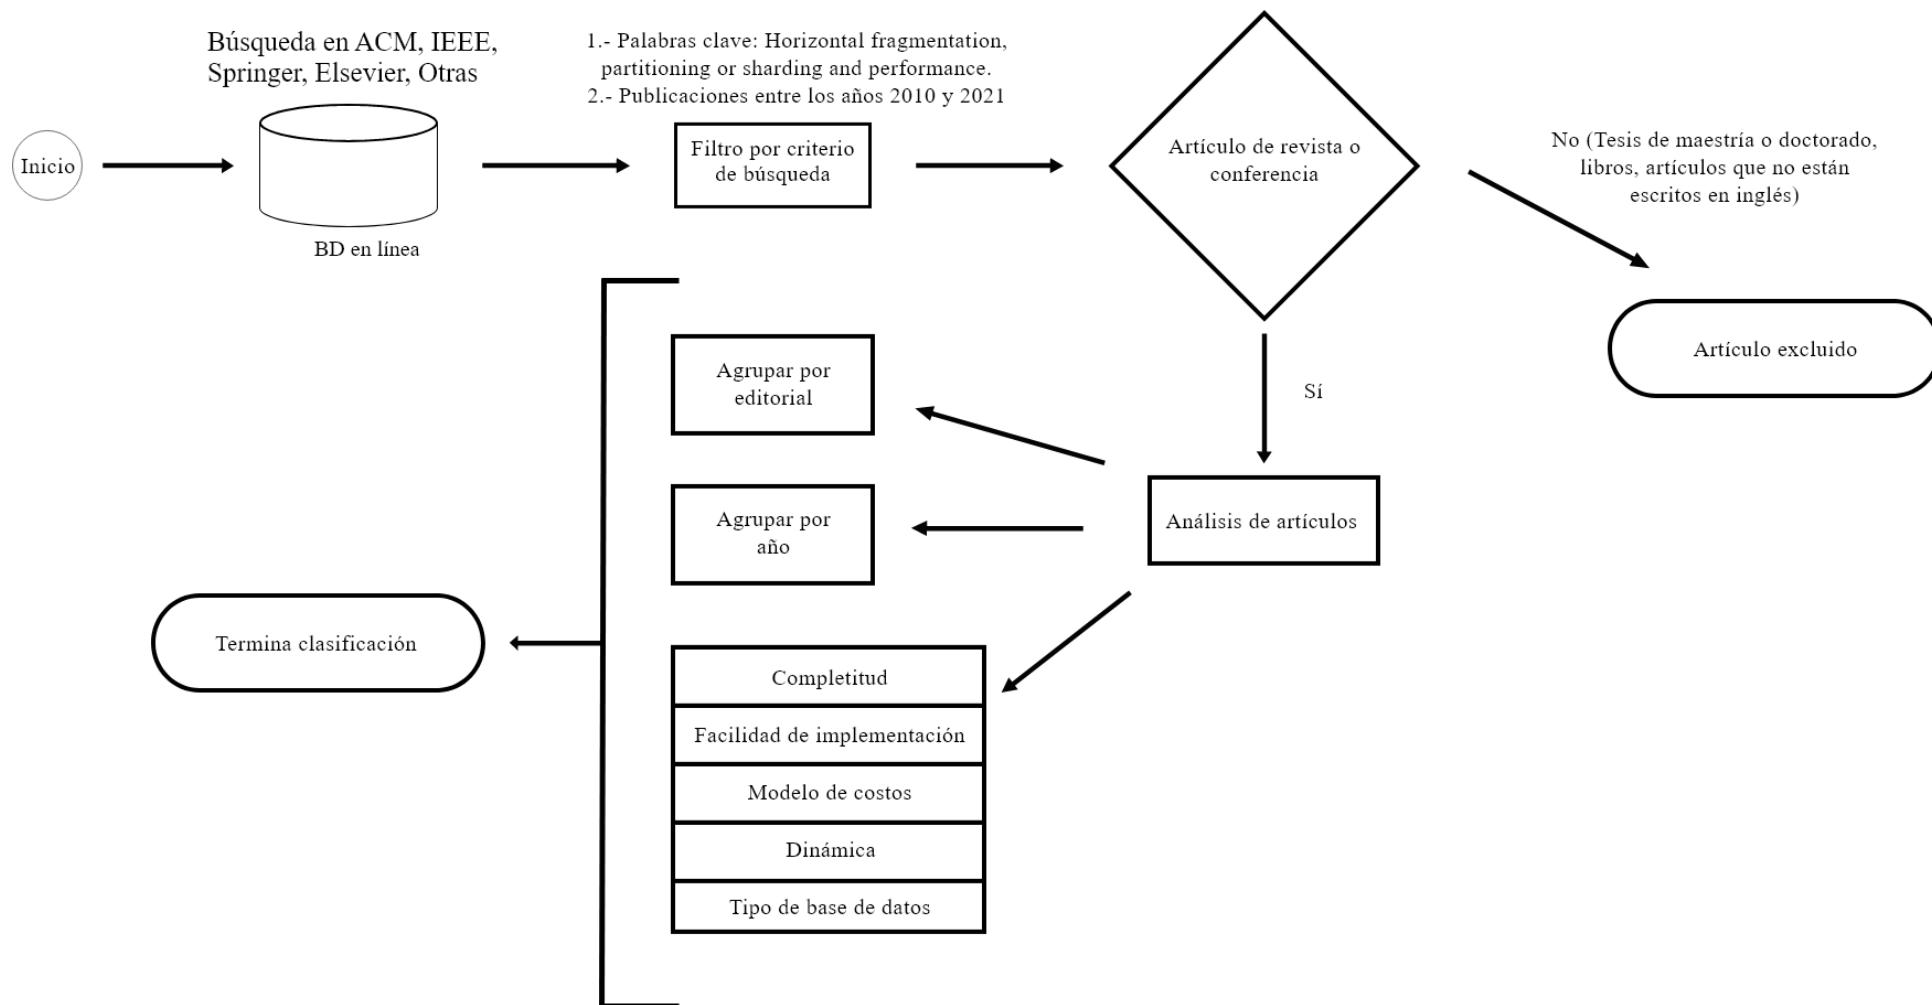 Inicio
Búsqueda en ACM, IEEE,
Springer, Elsevier, Otras
BD en línea
1.- Palabras clave: Horizontal fragmentation,
partitioning or sharding and performance.
2.- Publicaciones entre los años 2010 y 2021
Filtro por criterio
de búsqueda
Artículo de revista o
conferencia
No (Tesis de maestría o doctorado,
libros, artículos que no están
escritos en inglés)
Artículo excluido
Sí
Análisis de artículos
Agrupar por
editorial
Agrupar por
año
Completitud
Facilidad de implementación
Modelo de costos
Dinámica
Tipo de base de datos
Termina clasificación